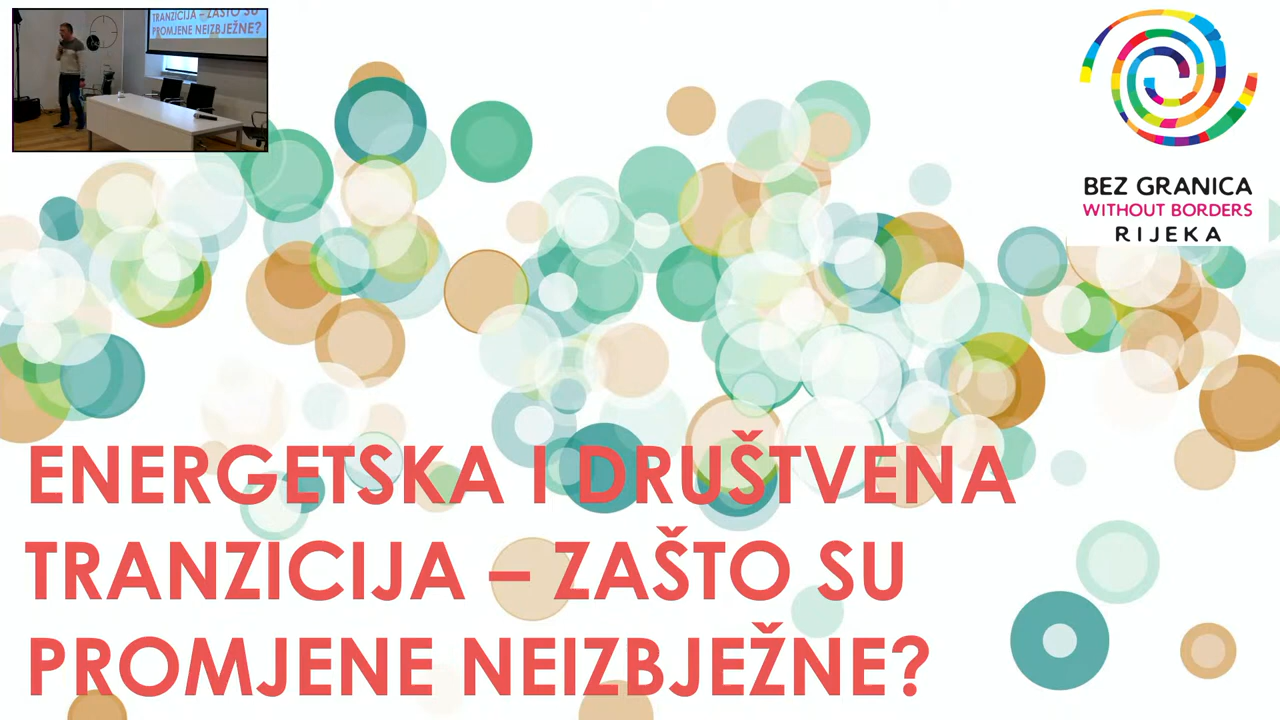 TRANZICIJA – ZAŠTO SU
PROMJENE NEIZBJEŽNE?
BEZ GRANICA
WITHOUT BORDERS
RIJEKA
ENERGETSKA I DRUŠTVENA
TRANZICIJA – ZAŠTO SU
PROMJENE NEIZBJEŽNE?